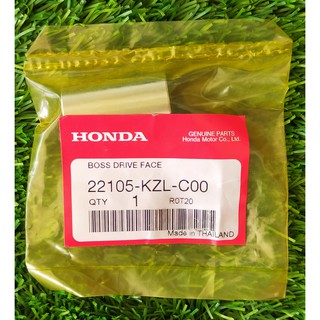 HONDA
GENUINE PARTS
Honda Motor Co., Ltd.
BOSS DRIVE FACE
22105-KZL-C00
QTY 1 R0T20
Made in THAILAND